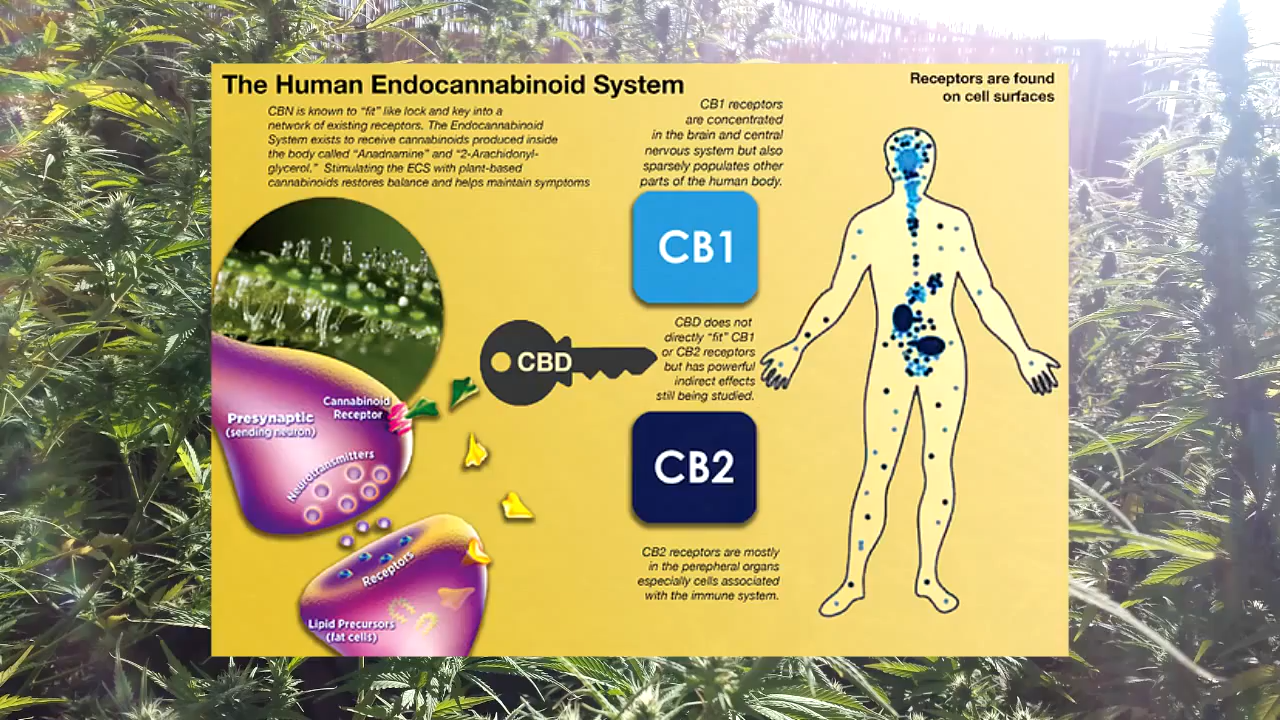 The Human Endocannabinoid System
CBN is known to "fit" like lock and key into a
network of existing receptors. The Endocannabinoid
System exists to receive cannabinoids produced inside
the body called "Anadnamine" and "2-Arachidonyl-
glycerol." Stimulating the ECS with plant-based
cannabinoids restores balance and helps maintain symptoms
CB1 receptors
are concentrated
in the brain and central
nervous system but also
sparsely populates other
parts of the human body.
Receptors are found
on cell surfaces
CB1
CBD
CBD does not
directly "fit" CB1
or CB2 receptors
but has powerful
indirect effects
still being studied.
CB2
CB2 receptors are mostly
in the perepheral organs
especially cells associated
with the immune system.
Cannabinoid
Receptor
Presynaptic
(sending neuron)
Neurotransmitters
Receptors
Lipid Precursors
(fat cells)